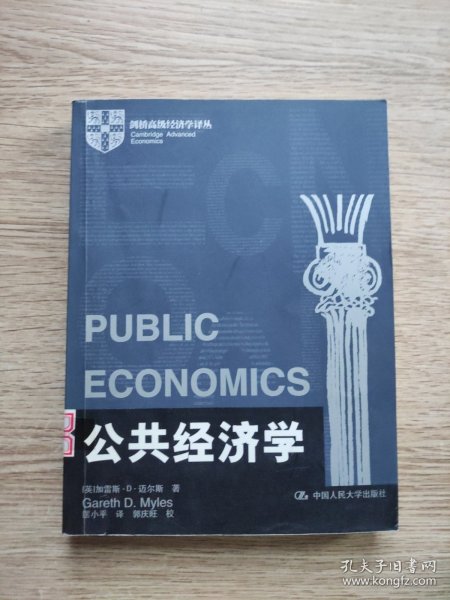 剑桥高级经济学译丛
Cambridge Advanced
Economics
PUBLIC
ECONOMICS
公共经济学
[英]加雷斯·D·迈尔斯 著
Gareth D. Myles
匡小平 译 郭庆旺 校
中国人民大学出版社
孔夫子旧书网
www.kongfz.com